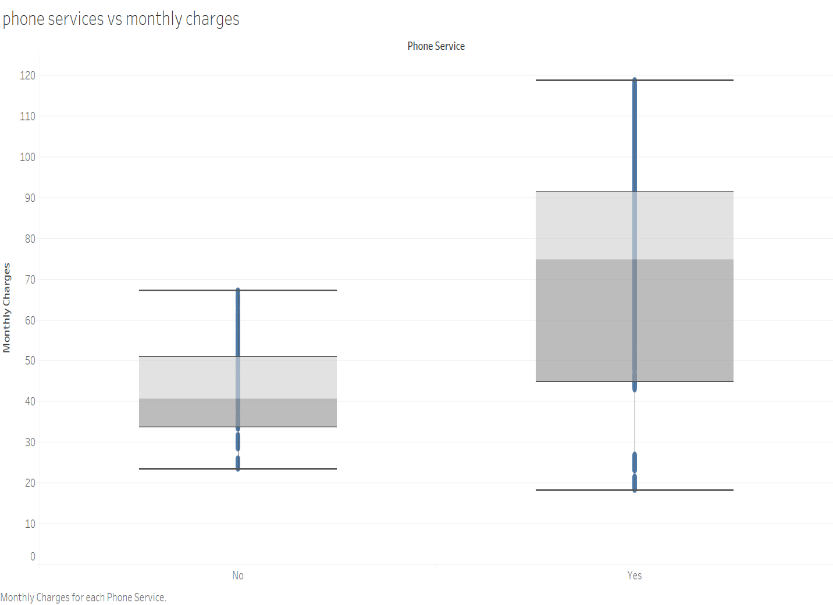 phone services vs monthly charges
Phone Service
120
110
100
90
80
70
60
50
40
30
20
10
0
Monthly Charges
No Yes
Monthly Charges for each Phone Service.